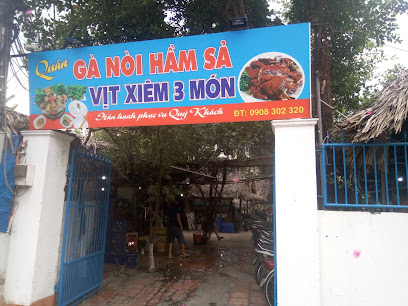 Quán
GÀ NÒI HẦM SẢ
VỊT XIÊM 3 MÓN
Hân hạnh phục vụ Quý Khách
ĐT: 0908 302 320